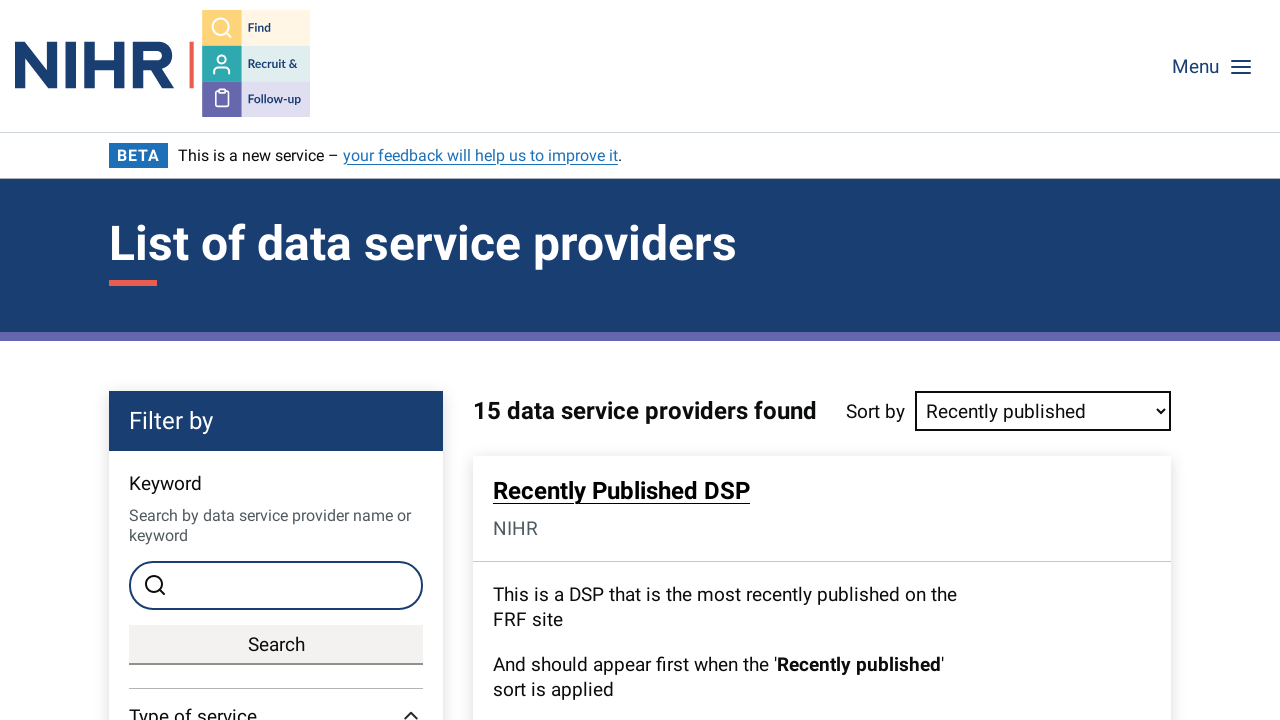 NIHR
Find
Recruit &
Follow-up
Menu
BETA This is a new service – your feedback will help us to improve it.
List of data service providers
Filter by
Keyword
Search by data service provider name or
keyword
Search
Type of service
15 data service providers found
Sort by Recently published
Recently Published DSP
NIHR
This is a DSP that is the most recently published on the
FRF site
And should appear first when the 'Recently published'
sort is applied